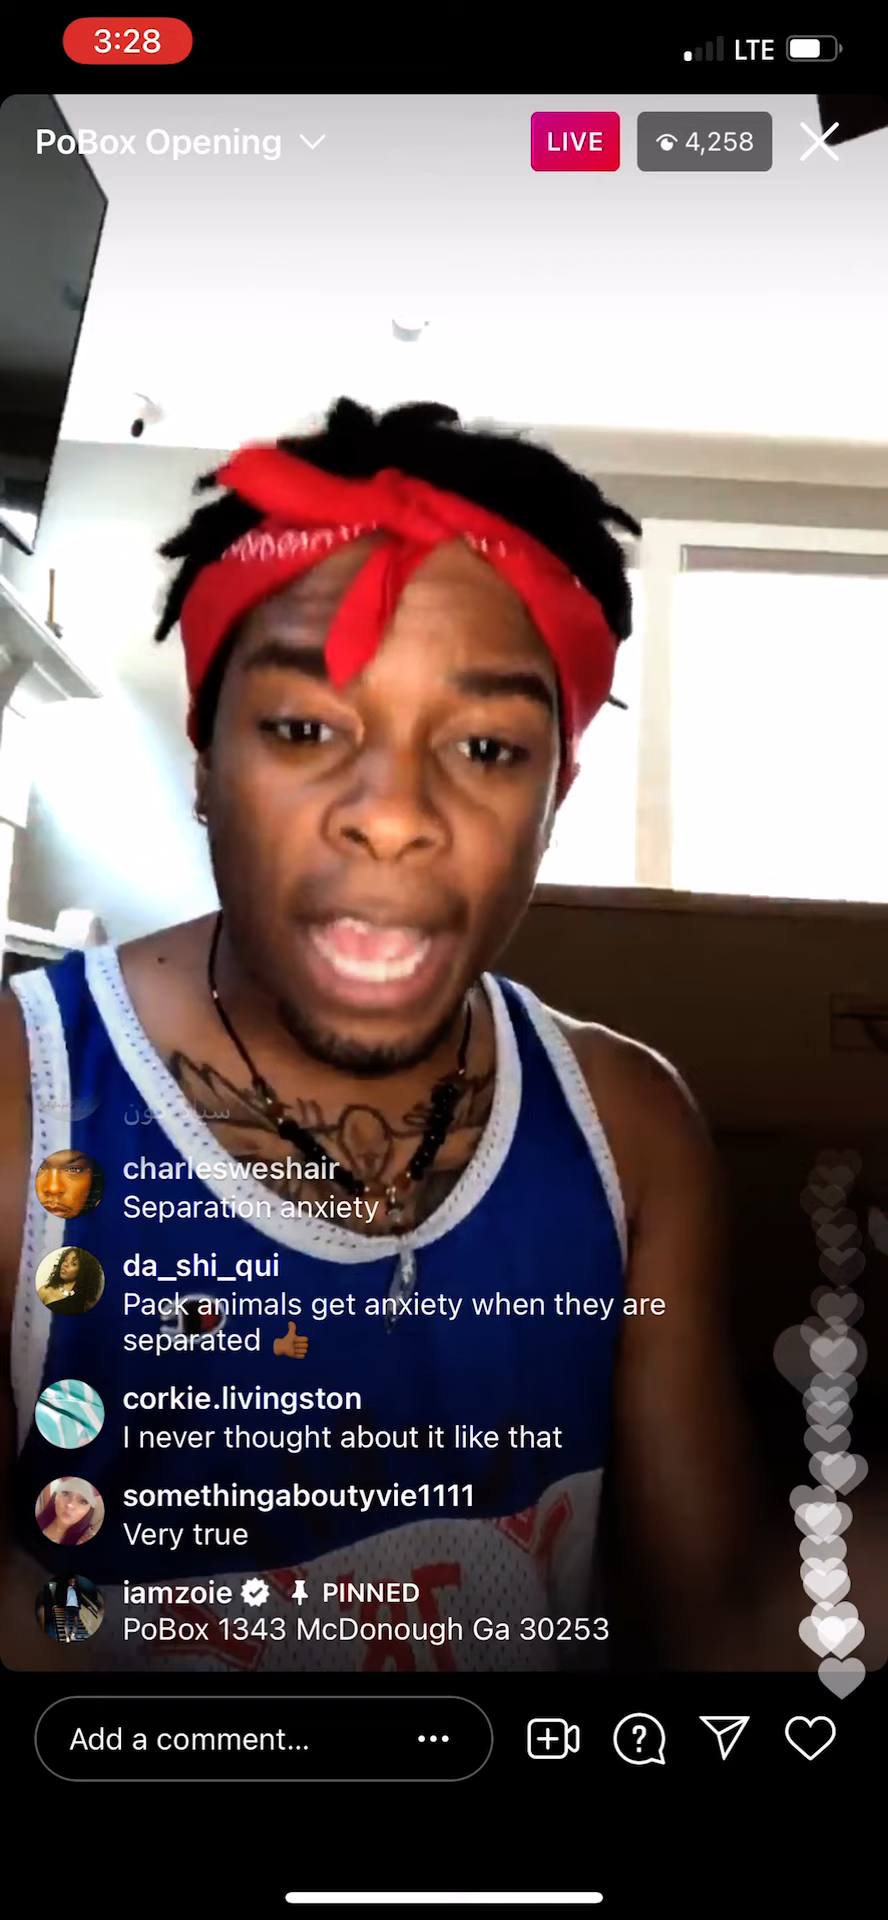 3:28
LTE
PoBox Opening
LIVE
4,258
charlesweshair
Separation anxiety
da_shi_qui
Pack animals get anxiety when they are
separated 👍🏽
corkie.livingston
I never thought about it like that
somethingaboutyvie1111
Very true
iamzoie PINNED
PoBox 1343 McDonough Ga 30253
Add a comment...